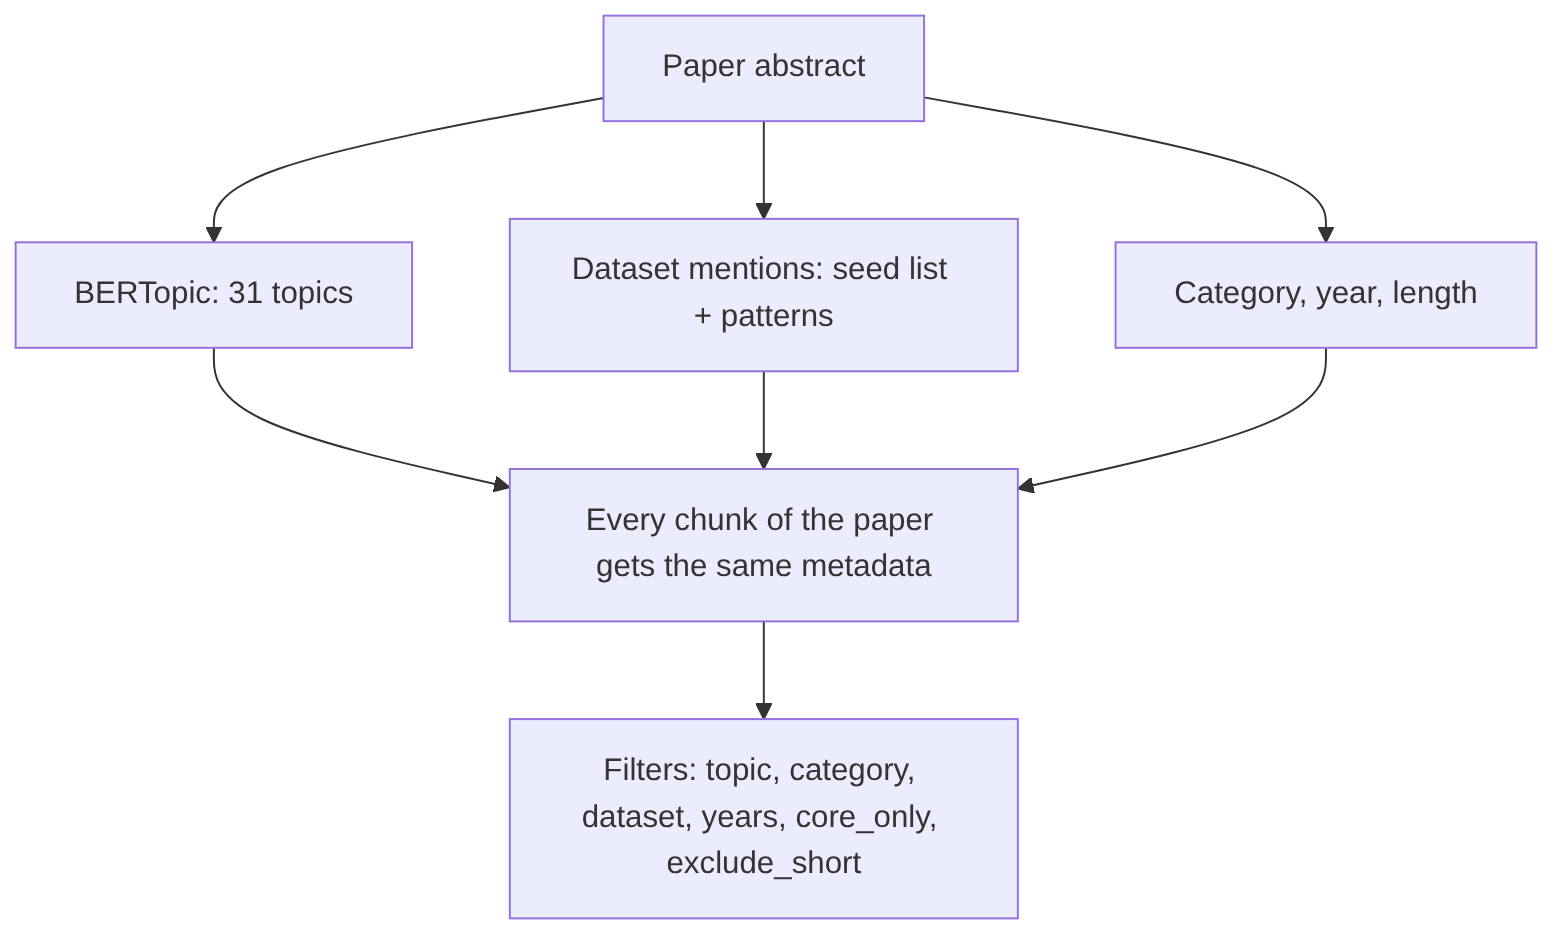 Paper abstract
BERTopic: 31 topics
Dataset mentions: seed list
+ patterns
Category, year, length
Every chunk of the paper
gets the same metadata
Filters: topic, category,
dataset, years, core_only,
exclude_short